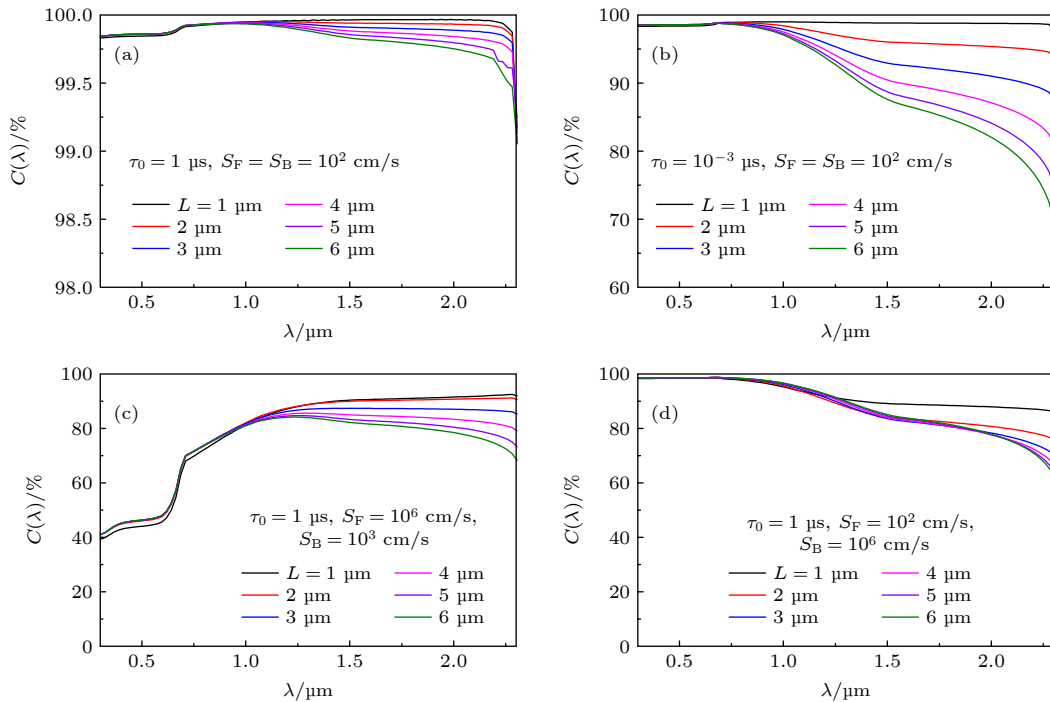 100.0
99.5
99.0
98.5
98.0
C(λ)/%
(a)
τ0 = 1 µs, SF = SB = 10² cm/s
L = 1 µm
2 µm
3 µm
4 µm
5 µm
6 µm
0.5
1.0
1.5
2.0
λ/µm
100
90
80
70
60
C(λ)/%
(b)
τ0 = 10⁻³ µs, SF = SB = 10² cm/s
L = 1 µm
2 µm
3 µm
4 µm
5 µm
6 µm
0.5
1.0
1.5
2.0
λ/µm
100
80
60
40
20
0
C(λ)/%
(c)
τ0 = 1 µs, SF = 10⁶ cm/s,
SB = 10³ cm/s
L = 1 µm
2 µm
3 µm
4 µm
5 µm
6 µm
0.5
1.0
1.5
2.0
λ/µm
100
80
60
40
20
0
C(λ)/%
(d)
τ0 = 1 µs, SF = 10² cm/s,
SB = 10⁶ cm/s
L = 1 µm
2 µm
3 µm
4 µm
5 µm
6 µm
0.5
1.0
1.5
2.0
λ/µm